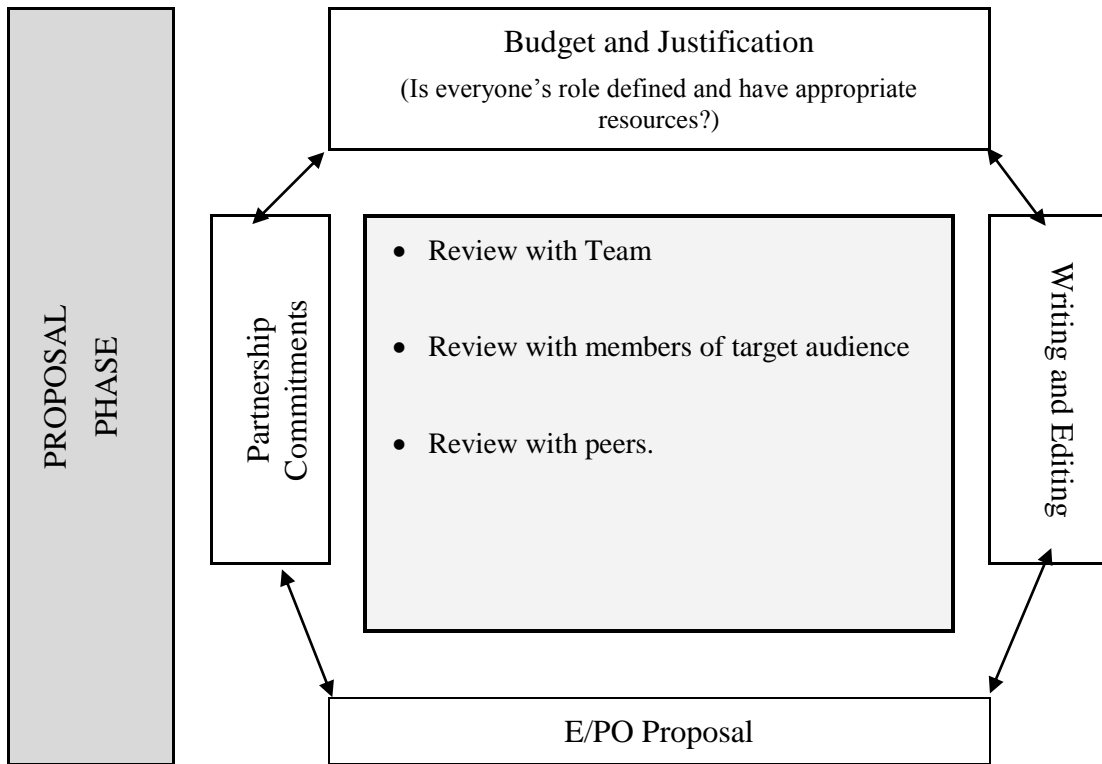 PROPOSAL
PHASE
Budget and Justification
(Is everyone’s role defined and have appropriate
resources?)
Partnership
Commitments
• Review with Team
• Review with members of target audience
• Review with peers.
Writing and Editing
E/PO Proposal